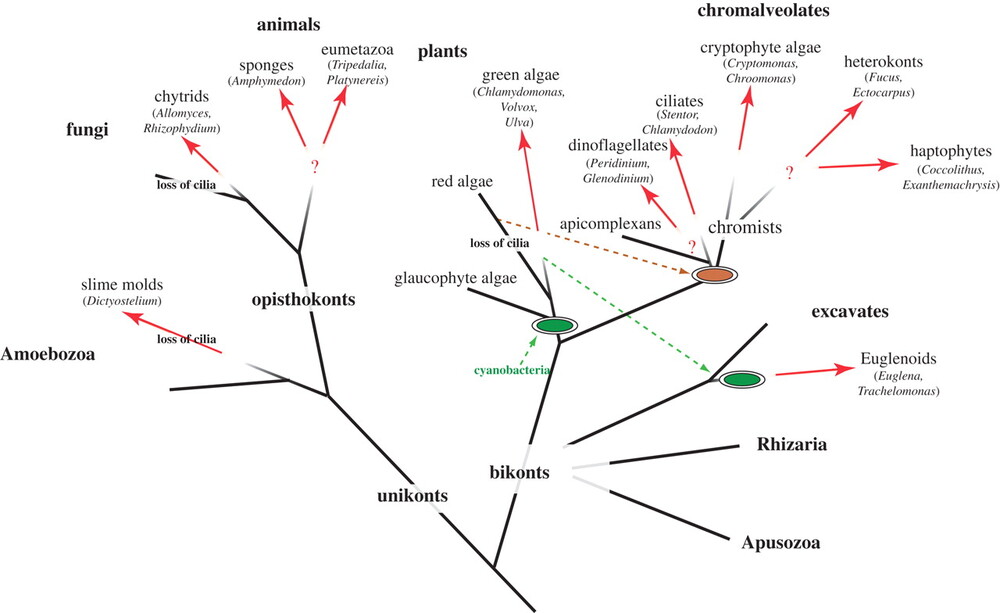 chromalveolates
animals
plants
eumetazoa
(Tripedalia,
Platynereis)
sponges
(Amphymedon)
chytrids
(Allomyces,
Rhizophydium)
fungi
green algae
(Chlamydomonas,
Volvox,
Ulva)
cryptophyte algae
(Cryptomonas,
Chroomonas)
heterokonts
(Fucus,
Ectocarpus)
ciliates
(Stentor,
Chlamydodon)
dinoflagellates
(Peridinium,
Glenodinium)
haptophytes
(Coccolithus,
Exanthemachrysis)
?
?
loss of cilia
red algae
apicomplexans
chromists
?
loss of cilia
glaucophyte algae
slime molds
(Dictyostelium)
opisthokonts
excavates
loss of cilia
Amoebozoa
cyanobacteria
Euglenoids
(Euglena,
Trachelomonas)
Rhizaria
bikonts
unikonts
Apusozoa